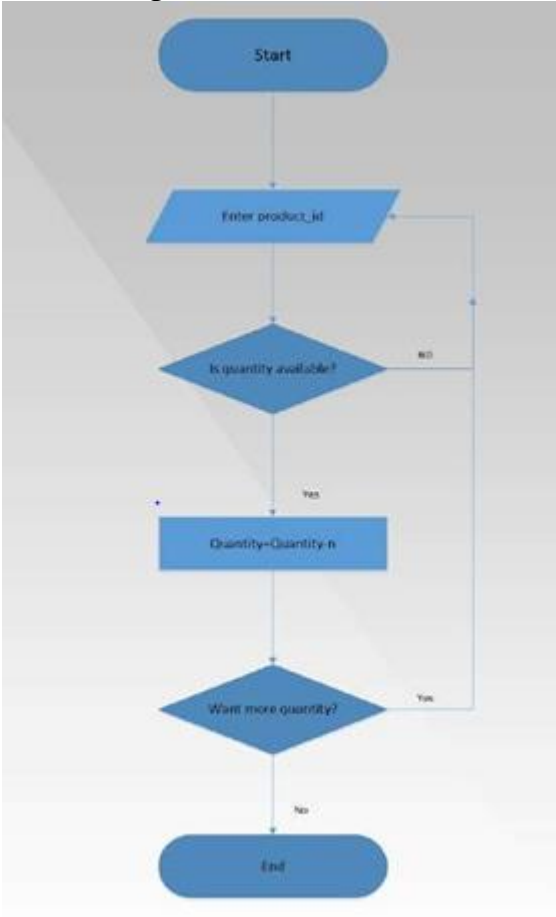 Start
Enter product_id
Is quantity available?
NO
Yes
Quantity=Quantity-n
Want more quantity?
Yes
No
End